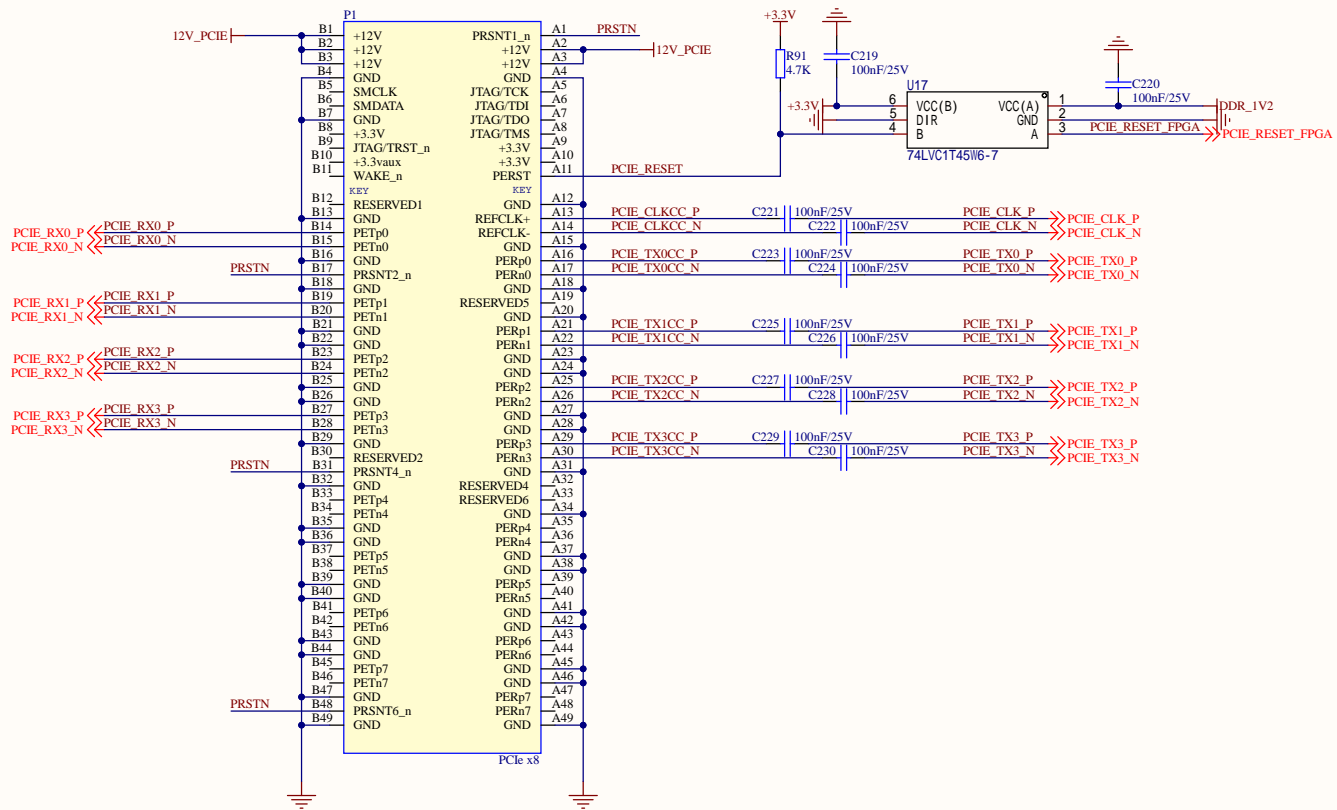 P1
12V_PCIE
B1 +12V PRSNT1_n A1 PRSTN
B2 +12V +12V A2
B3 +12V +12V A3 12V_PCIE
B4 GND GND A4
B5 SMCLK JTAG/TCK A5
B6 SMDATA JTAG/TDI A6
B7 GND JTAG/TDO A7
B8 +3.3V JTAG/TMS A8
B9 JTAG/TRST_n +3.3V A9
B10 +3.3vaux +3.3V A10
B11 WAKE_n PERST A11 PCIE_RESET
KEY KEY
B12 RESERVED1 GND A12
B13 GND REFCLK+ A13 PCIE_CLKCC_P C221 100nF/25V PCIE_CLK_P PCIE_CLK_P
PCIE_RX0_P PCIE_RX0_P B14 PETp0 REFCLK- A14 PCIE_CLKCC_N C222 100nF/25V PCIE_CLK_N PCIE_CLK_N
PCIE_RX0_N PCIE_RX0_N B15 PETn0 GND A15
B16 GND PERp0 A16 PCIE_TX0CC_P C223 100nF/25V PCIE_TX0_P PCIE_TX0_P
PRSTN B17 PRSNT2_n PERn0 A17 PCIE_TX0CC_N C224 100nF/25V PCIE_TX0_N PCIE_TX0_N
B18 GND GND A18
PCIE_RX1_P PCIE_RX1_P B19 PETp1 RESERVED5 A19
PCIE_RX1_N PCIE_RX1_N B20 PETn1 GND A20
B21 GND PERp1 A21 PCIE_TX1CC_P C225 100nF/25V PCIE_TX1_P PCIE_TX1_P
B22 GND PERn1 A22 PCIE_TX1CC_N C226 100nF/25V PCIE_TX1_N PCIE_TX1_N
PCIE_RX2_P PCIE_RX2_P B23 PETp2 GND A23
PCIE_RX2_N PCIE_RX2_N B24 PETn2 GND A24
B25 GND PERp2 A25 PCIE_TX2CC_P C227 100nF/25V PCIE_TX2_P PCIE_TX2_P
B26 GND PERn2 A26 PCIE_TX2CC_N C228 100nF/25V PCIE_TX2_N PCIE_TX2_N
PCIE_RX3_P PCIE_RX3_P B27 PETp3 GND A27
PCIE_RX3_N PCIE_RX3_N B28 PETn3 GND A28
B29 GND PERp3 A29 PCIE_TX3CC_P C229 100nF/25V PCIE_TX3_P PCIE_TX3_P
B30 RESERVED2 PERn3 A30 PCIE_TX3CC_N C230 100nF/25V PCIE_TX3_N PCIE_TX3_N
PRSTN B31 PRSNT4_n GND A31
B32 GND RESERVED4 A32
B33 PETp4 RESERVED6 A33
B34 PETn4 GND A34
B35 GND PERp4 A35
B36 GND PERn4 A36
B37 PETp5 GND A37
B38 PETn5 GND A38
B39 GND PERp5 A39
B40 GND PERn5 A40
B41 PETp6 GND A41
B42 PETn6 GND A42
B43 GND PERp6 A43
B44 GND PERn6 A44
B45 PETp7 GND A45
B46 PETn7 GND A46
B47 GND PERp7 A47
PRSTN B48 PRSNT6_n PERn7 A48
B49 GND GND A49
PCIe x8
+3.3V
R91
4.7K
C219
100nF/25V
C220
100nF/25V
U17
+3.3V 6 VCC(B) VCC(A) 1 DDR_1V2
5 DIR GND 2
4 B A 3 PCIE_RESET_FPGA PCIE_RESET_FPGA
74LVC1T45W6-7